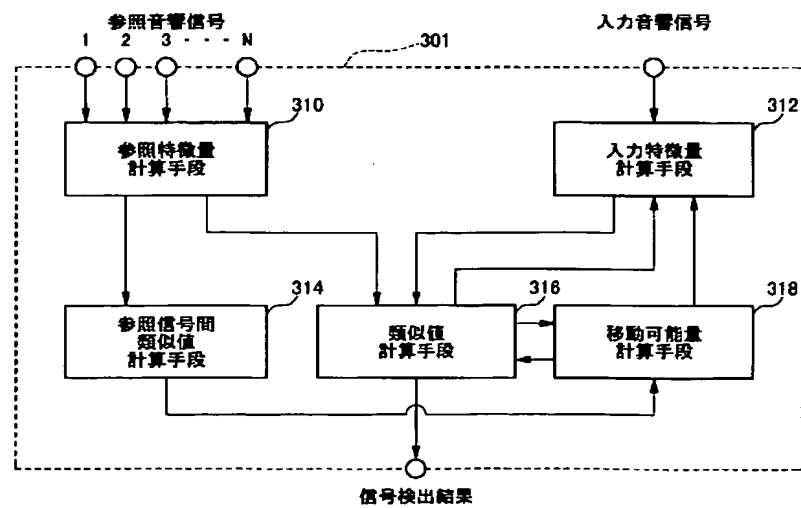 参照音響信号
1 2 3 - - - N
301
入力音響信号
310
参照特徴量
計算手段
312
入力特徴量
計算手段
314
参照信号間
類似値
計算手段
316
類似値
計算手段
318
移動可能量
計算手段
信号検出結果